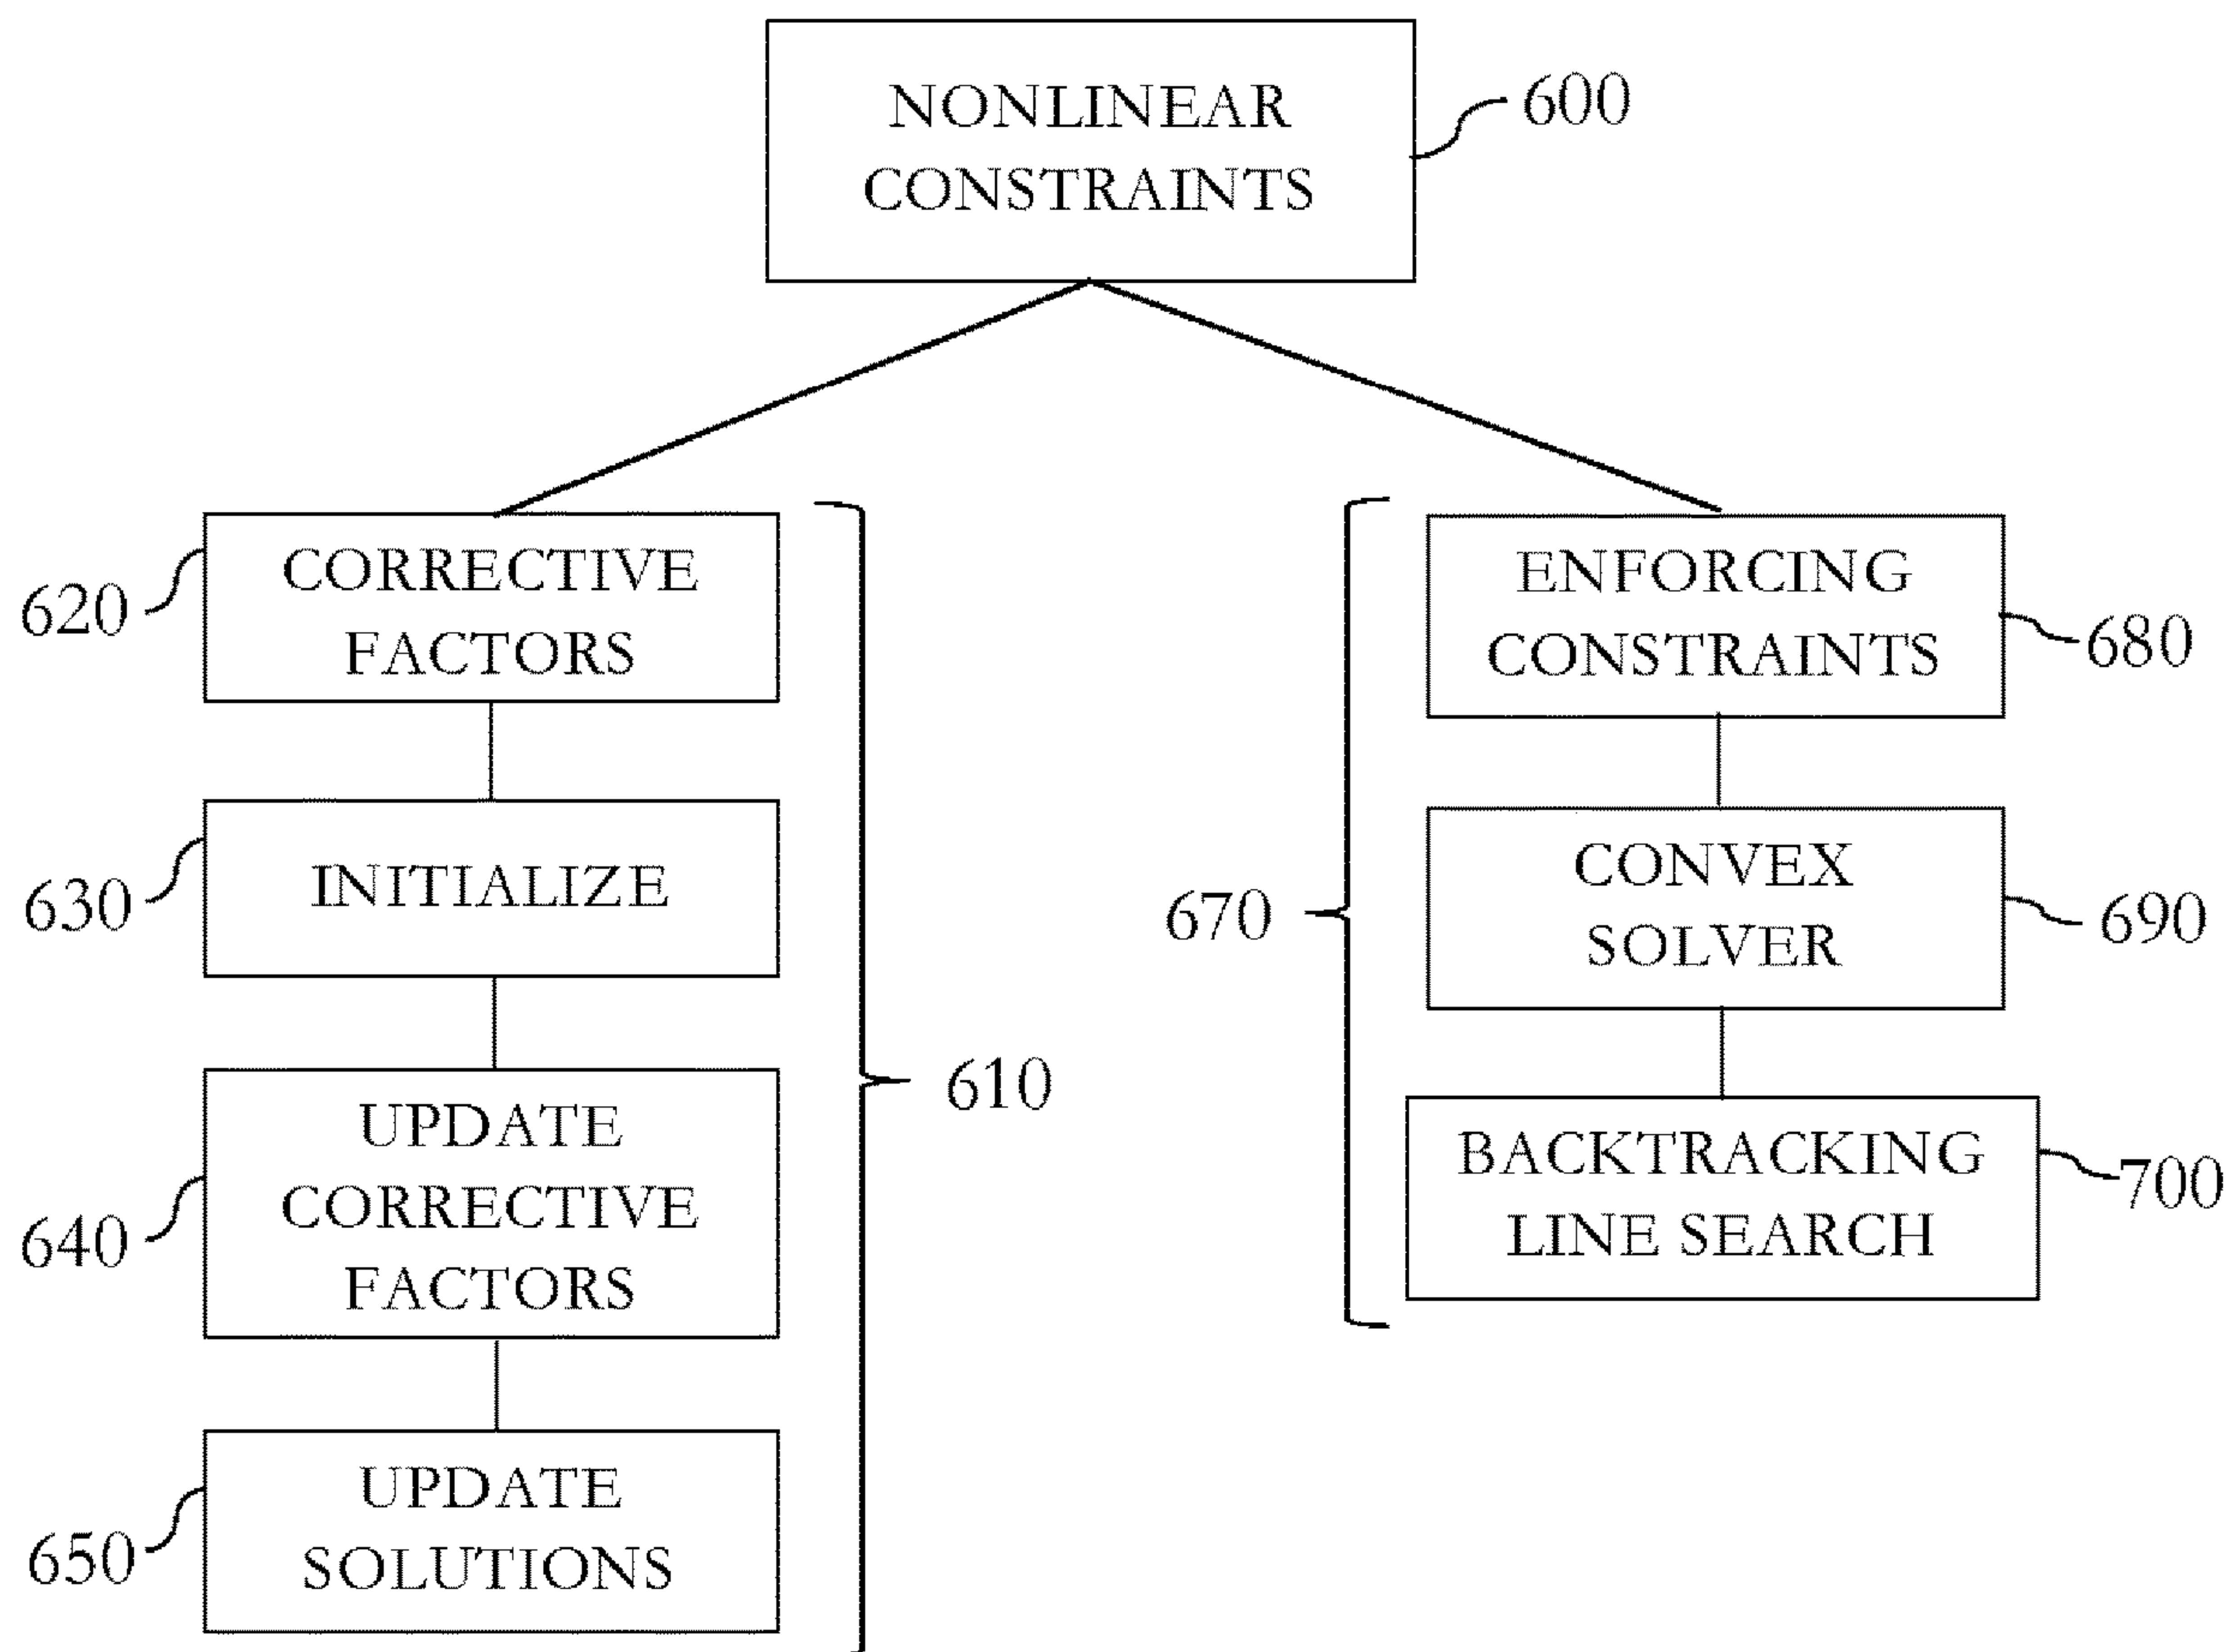 NONLINEAR
CONSTRAINTS
600
CORRECTIVE
FACTORS
620
INITIALIZE
630
UPDATE
CORRECTIVE
FACTORS
640
UPDATE
SOLUTIONS
650
610
ENFORCING
CONSTRAINTS
680
CONVEX
SOLVER
690
BACKTRACKING
LINE SEARCH
700
670